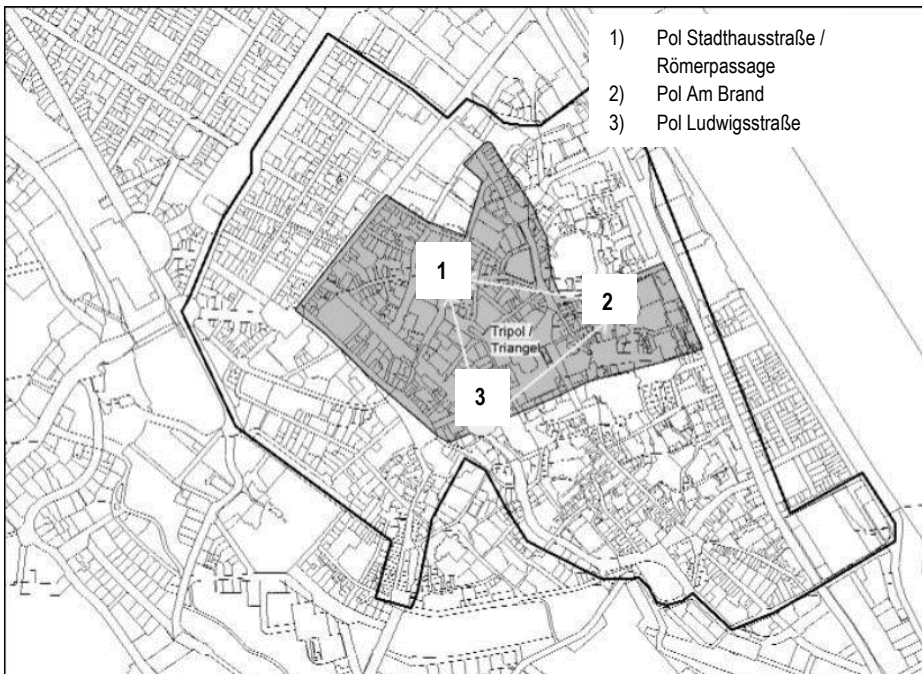 1) Pol Stadthausstraße /
Römerpassage
2) Pol Am Brand
3) Pol Ludwigsstraße
1
2
Tripol /
Triangel
3